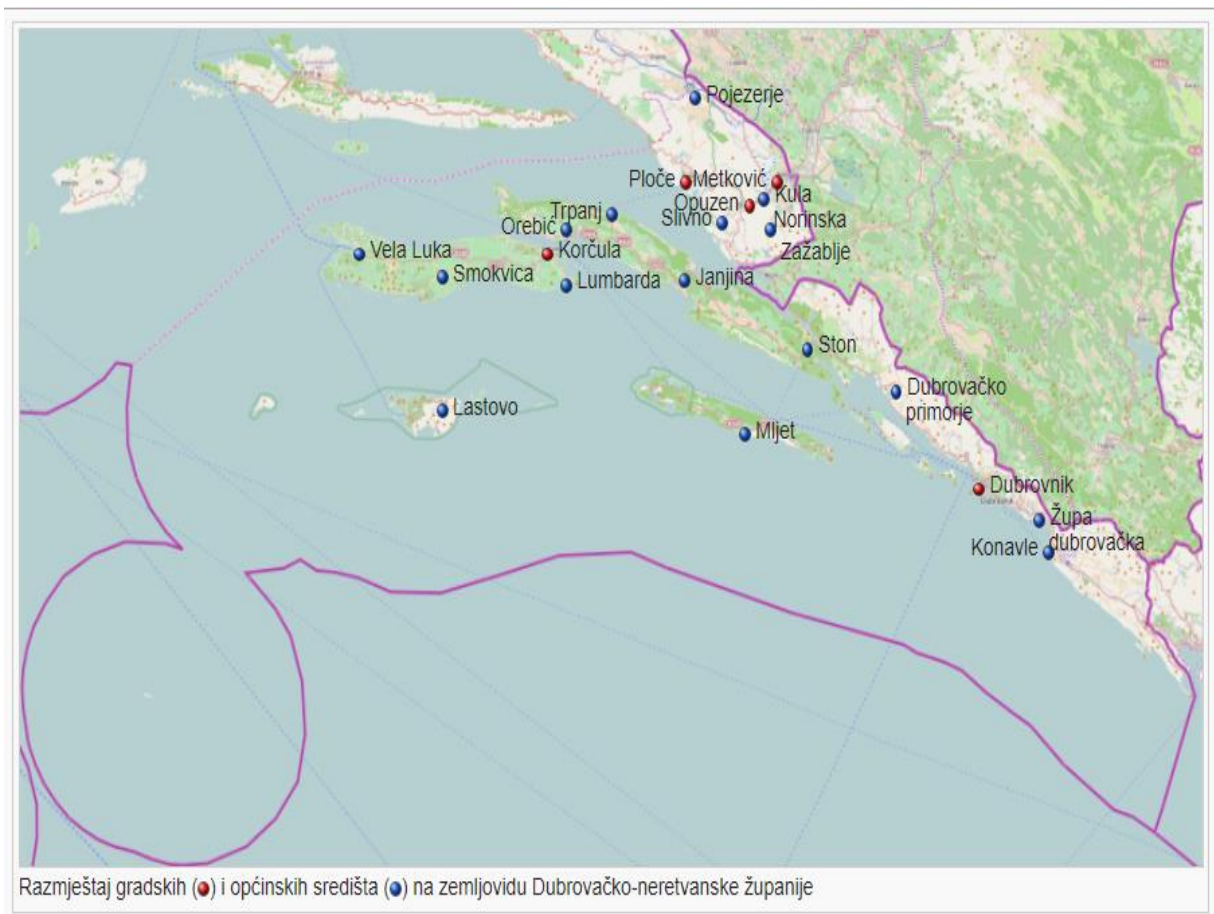 Pojezerje
Ploče
Metković
Opuzen
Kula
Norinska
Slivno
Zažablje
Trpanj
Orebić
Vela Luka
Korčula
Smokvica
Lumbarda
Janjina
Ston
Dubrovačko
primorje
Lastovo
Mljet
Dubrovnik
Župa
dubrovačka
Konavle
Razmještaj gradskih (●) i općinskih središta (●) na zemljovidu Dubrovačko-neretvanske županije